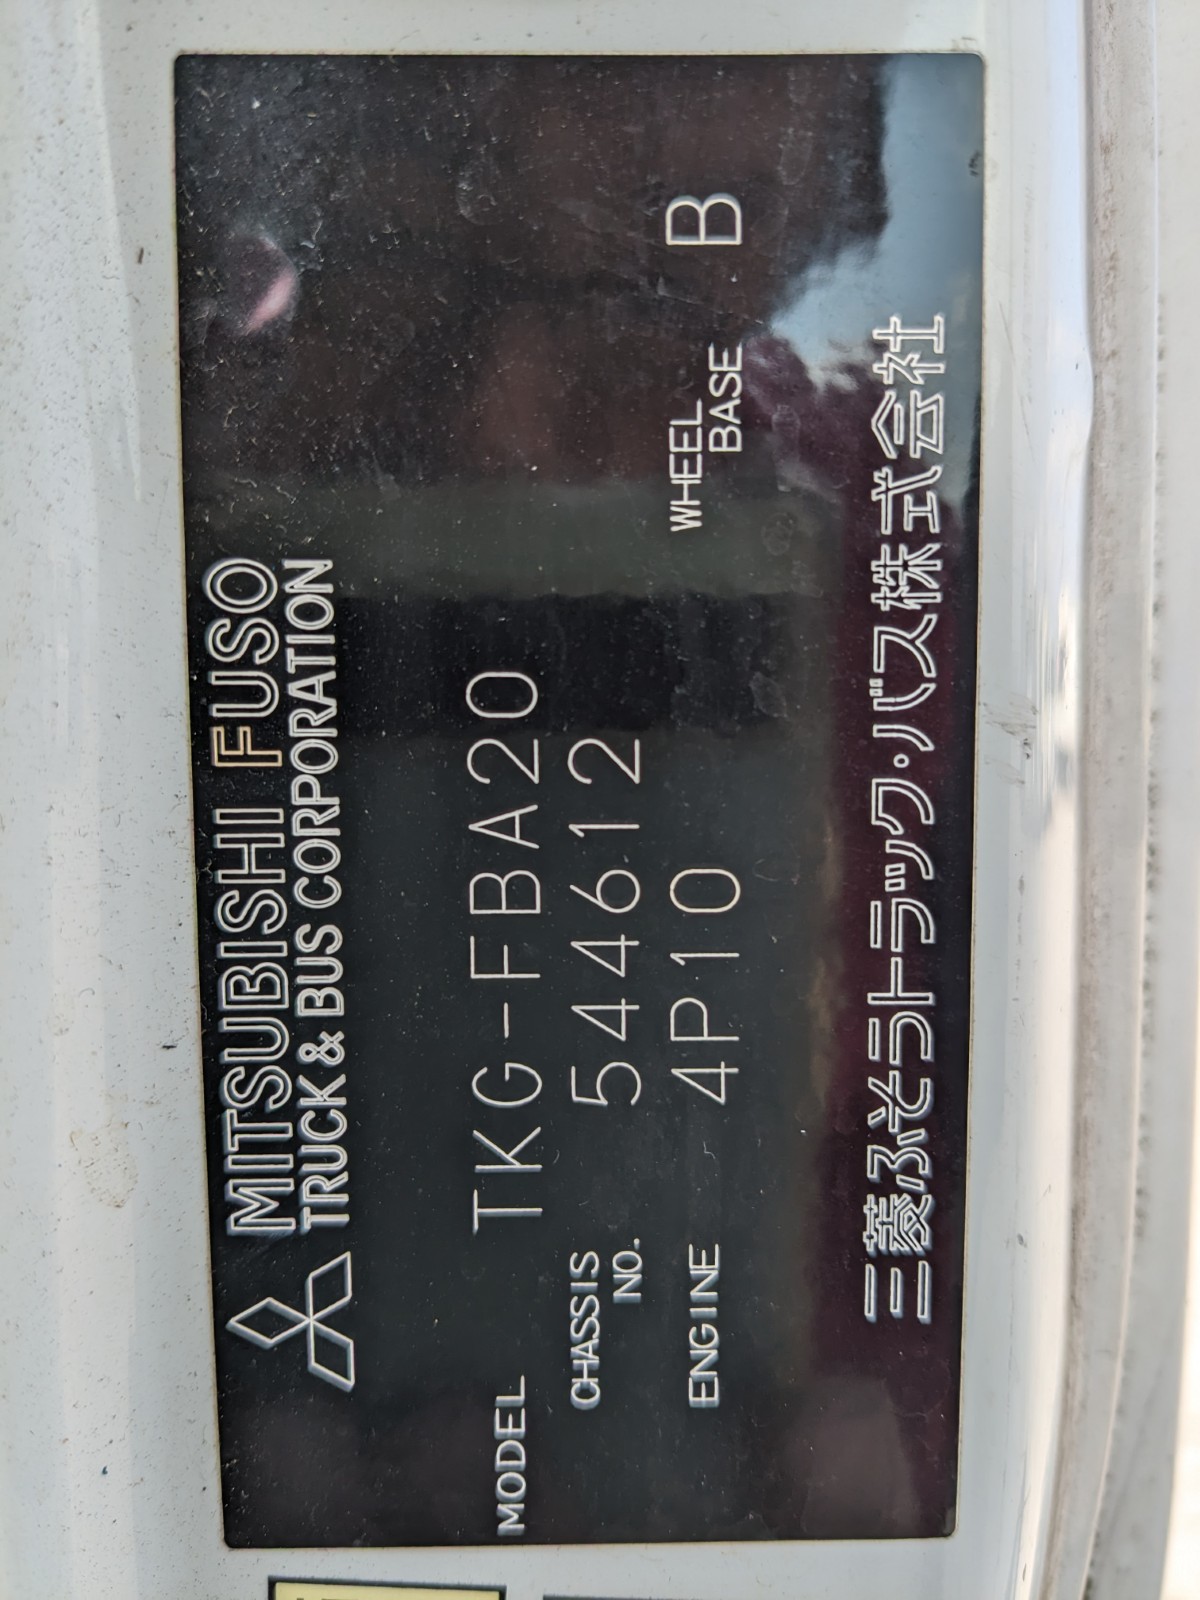 MITSUBISHI FUSO
TRUCK & BUS CORPORATION
MODEL TKG-FBA20
CHASSIS NO. 544612
ENGINE 4P10 WHEEL BASE B
三菱ふそうトラック・バス株式会社